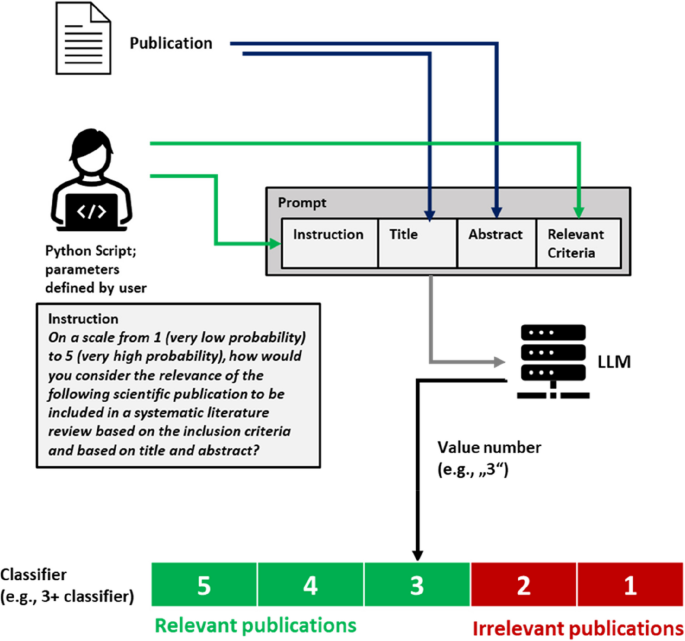 Publication
Prompt
Instruction
Title
Abstract
Relevant
Criteria
</>
Python Script;
parameters
defined by user
Instruction
On a scale from 1 (very low probability)
to 5 (very high probability), how would
you consider the relevance of the
following scientific publication to be
included in a systematic literature
review based on the inclusion criteria
and based on title and abstract?
LLM
Value number
(e.g., „3“)
Classifier
(e.g., 3+ classifier)
5 4 3 2 1
Relevant publications
Irrelevant publications